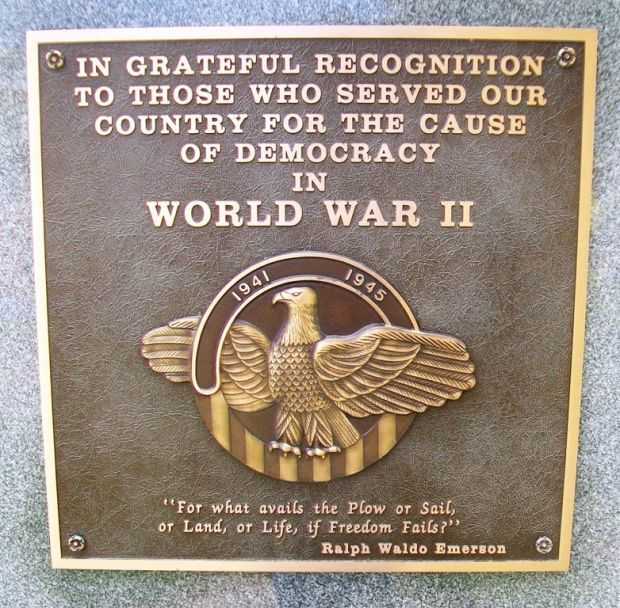 IN GRATEFUL RECOGNITION
TO THOSE WHO SERVED OUR
COUNTRY FOR THE CAUSE
OF DEMOCRACY
IN
WORLD WAR II
1941 1945
"For what avails the Plow or Sail,
or Land, or Life, if Freedom Fails?"
Ralph Waldo Emerson